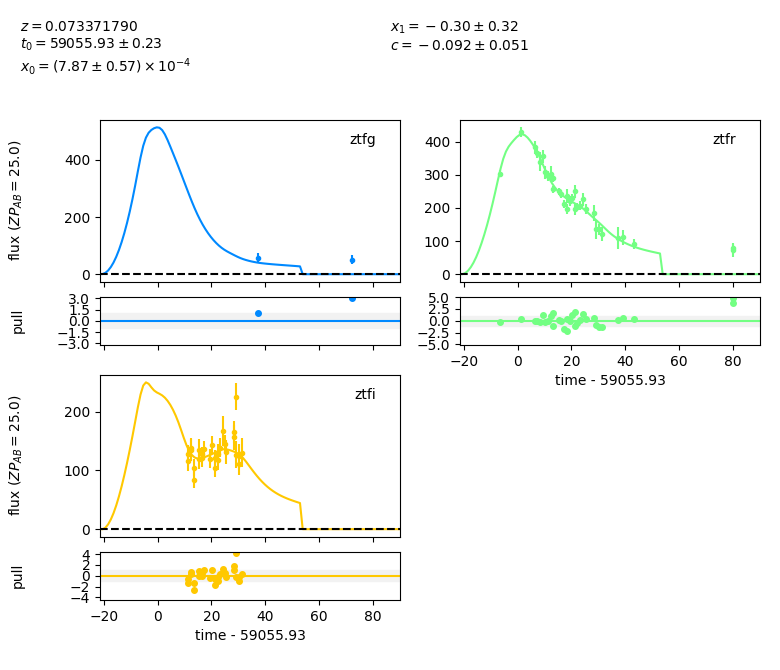 z = 0.073371790
t₀ = 59055.93 ± 0.23
x₀ = (7.87 ± 0.57) × 10⁻⁴
x₁ = −0.30 ± 0.32
c = −0.092 ± 0.051
flux (ZP_AB = 25.0)
ztfg
400
200
0
pull
3.0
1.5
0.0
−1.5
−3.0
ztfr
400
300
200
100
0
5.0
2.5
0.0
−2.5
−5.0
−20 0 20 40 60 80
time - 59055.93
flux (ZP_AB = 25.0)
ztfi
200
100
0
pull
4
2
0
−2
−4
−20 0 20 40 60 80
time - 59055.93